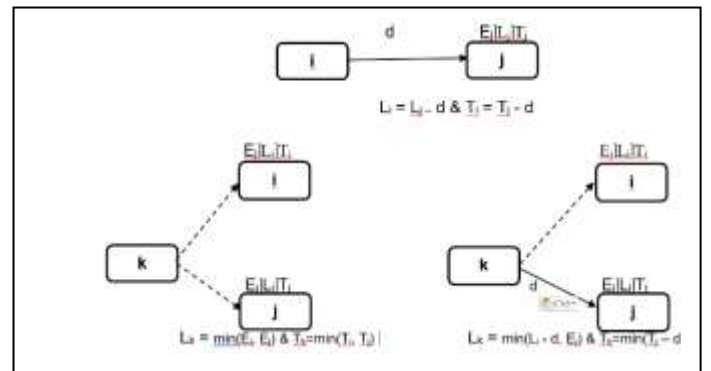 d
Ej|Lj|Tj
i
j
Li = Lj – d & Ti = Tj - d
Ei|Li|Ti
Ei|Li|Ti
i
i
k
k
d
Ej|Lj|Tj
Ej|Lj|Tj
j
j
Lk = min(Ei, Ej) & Tk=min(Ti, Tj)
Lk = min(Li - d, Ej) & Tk=min(Tj – d